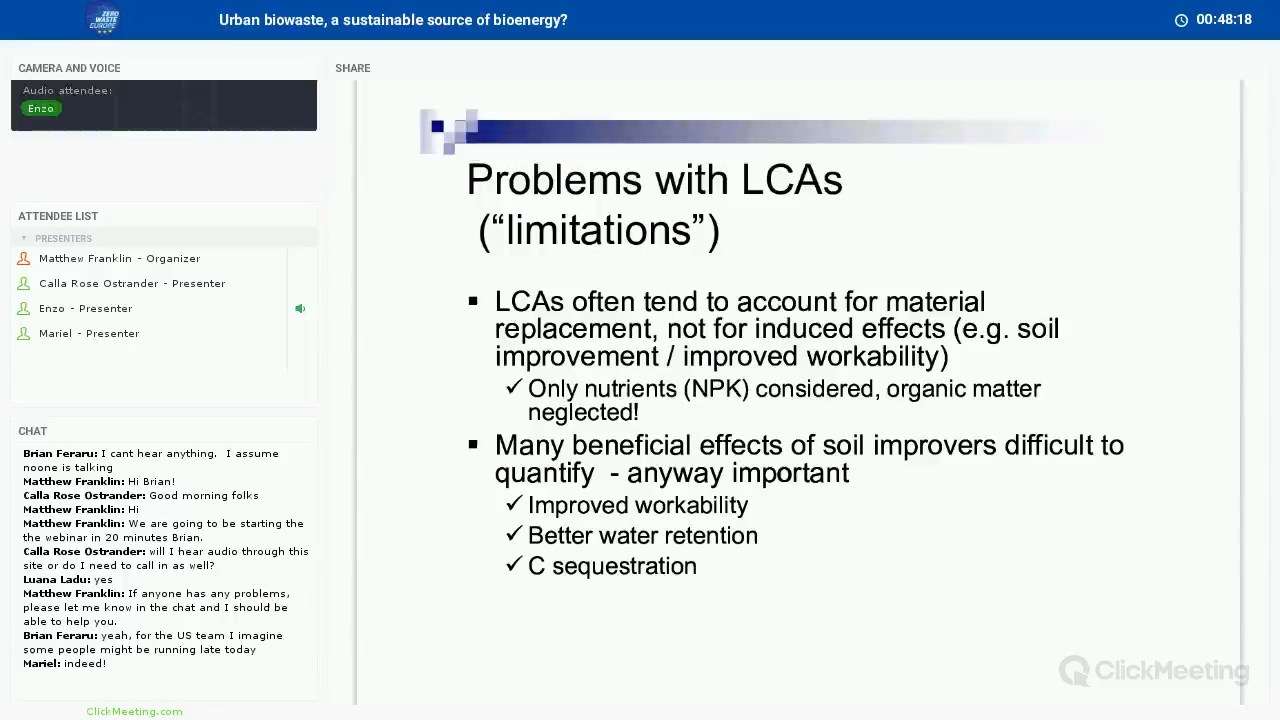 ZERO WASTE EUROPE
Urban biowaste, a sustainable source of bioenergy?
00:48:18
CAMERA AND VOICE
Audio attendee:
Enzo
ATTENDEE LIST
PRESENTERS
Matthew Franklin - Organizer
Calla Rose Ostrander - Presenter
Enzo - Presenter
Mariel - Presenter
CHAT
Brian Feraru: I cant hear anything. I assume
noone is talking
Matthew Franklin: Hi Brian!
Calla Rose Ostrander: Good morning folks
Matthew Franklin: Hi
Matthew Franklin: We are going to be starting the
the webinar in 20 minutes Brian.
Calla Rose Ostrander: will I hear audio through this
site or do I need to call in as well?
Luana Ladu: yes
Matthew Franklin: If anyone has any problems,
please let me know in the chat and I should be
able to help you.
Brian Feraru: yeah, for the US team I imagine
some people might be running late today
Mariel: indeed!
ClickMeeting.com
SHARE
Problems with LCAs
(“limitations”)
▪ LCAs often tend to account for material
replacement, not for induced effects (e.g. soil
improvement / improved workability)
✓ Only nutrients (NPK) considered, organic matter
neglected!
▪ Many beneficial effects of soil improvers difficult to
quantify - anyway important
✓ Improved workability
✓ Better water retention
✓ C sequestration
ClickMeeting